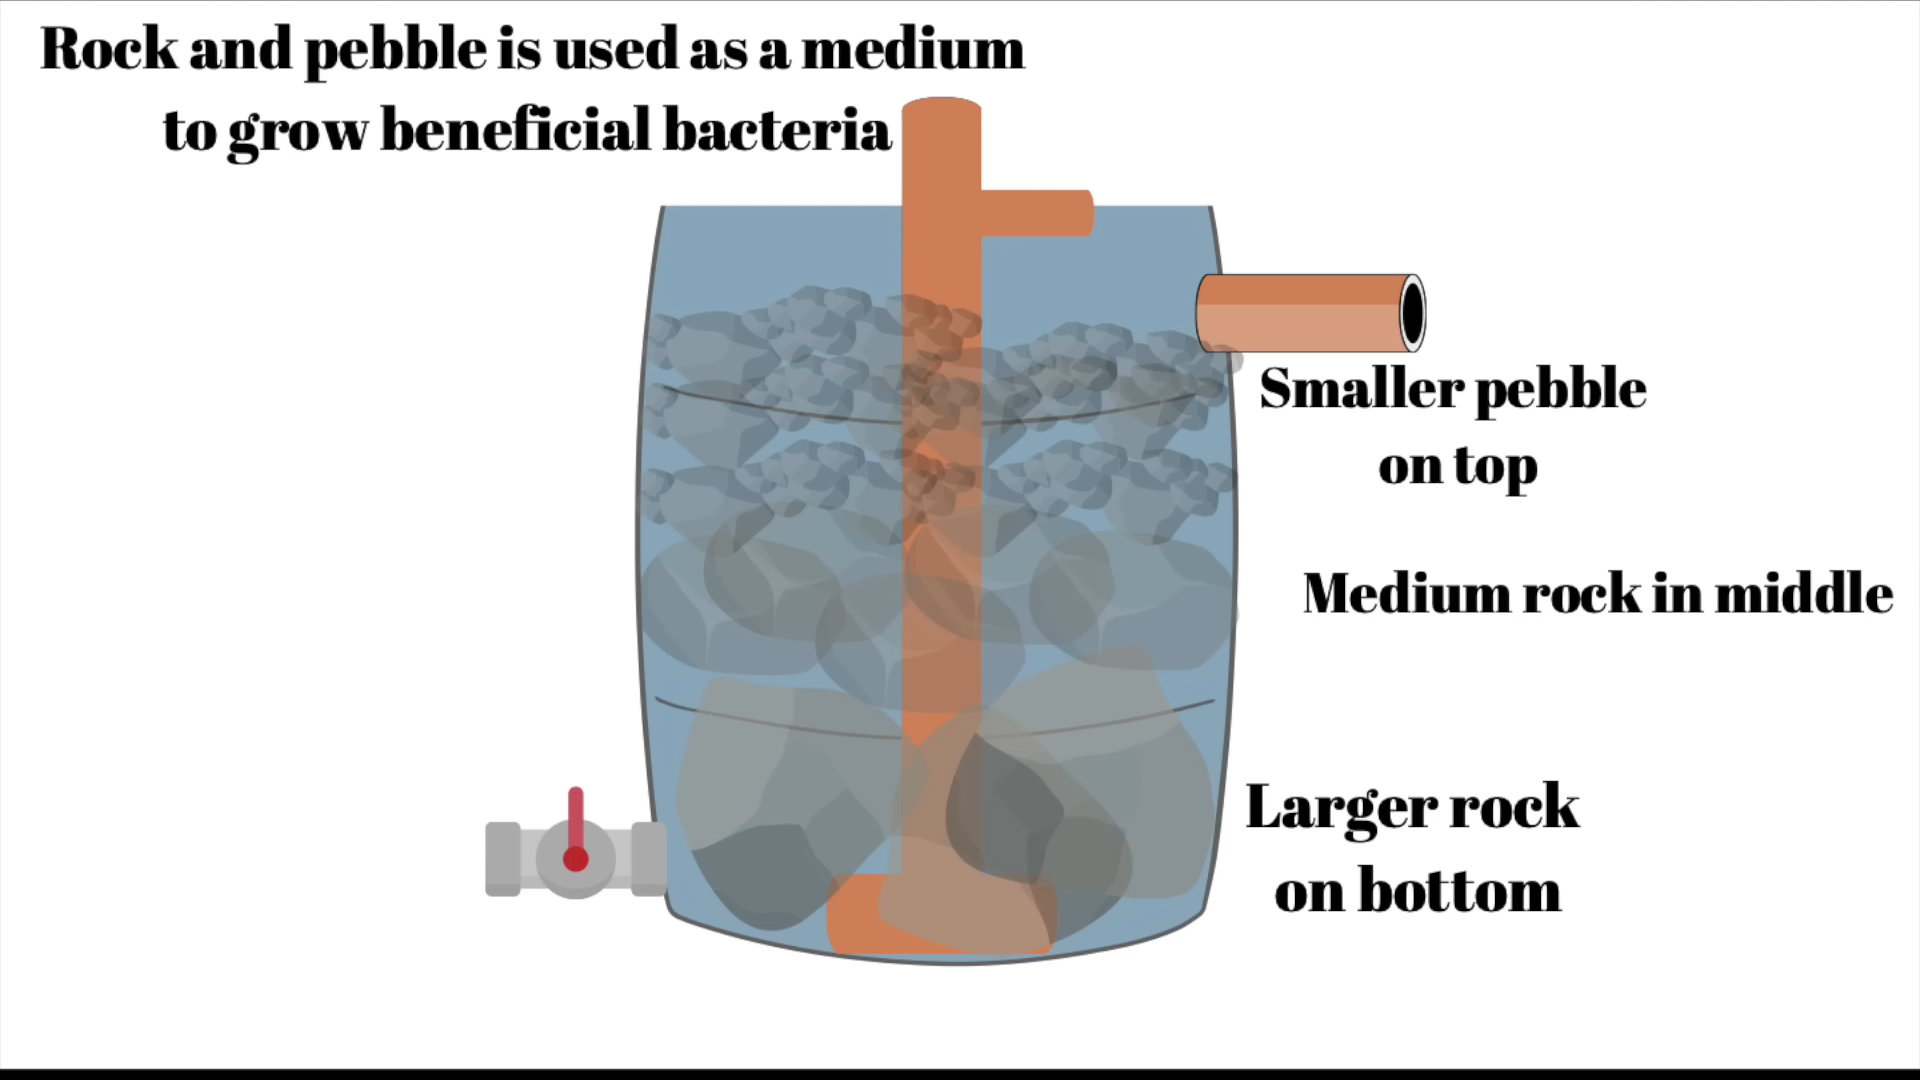 Rock and pebble is used as a medium
to grow beneficial bacteria
Smaller pebble
on top
Medium rock in middle
Larger rock
on bottom